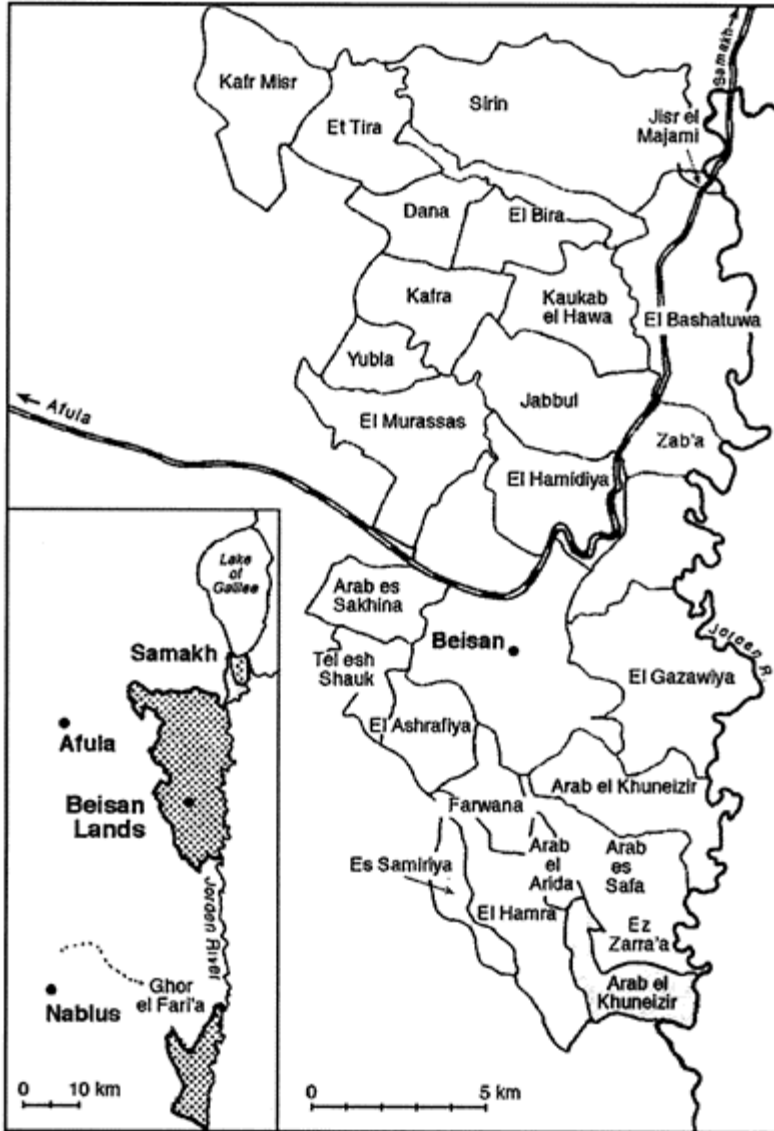 Samakh
Kafr Misr
Sirin
Et Tira
Jisr el
Majami
Dana
El Bira
Kafra
Kaukab
el Hawa
El Bashatuwa
Yubla
Afula
Jabbul
El Murassas
Zab'a
El Hamidiya
Arab es
Sakhina
Beisan
Jorden R.
Tel esh
Shauk
El Gazawiya
El Ashrafiya
Arab el Khuneizir
Farwana
Arab
el
Arida
Arab
es
Safa
Es Samiriya
El Hamra
Ez
Zarra'a
Arab el
Khuneizir
0 5 km
Lake
of
Galilee
Samakh
Afula
Beisan
Lands
Jorden River
Ghor
el Fari'a
Nablus
0 10 km